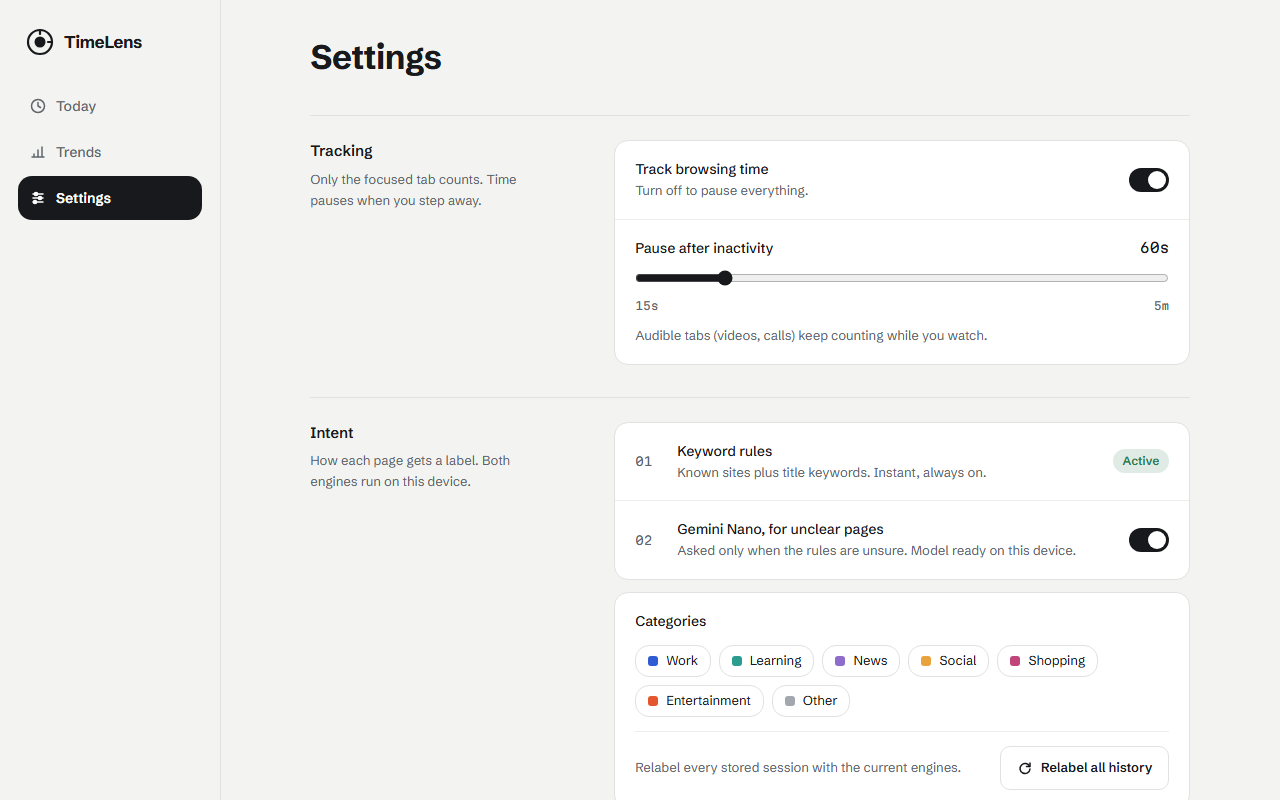 TimeLens
Today
Trends
Settings
Settings
Tracking
Only the focused tab counts. Time
pauses when you step away.
Track browsing time
Turn off to pause everything.
Pause after inactivity
60s
15s
5m
Audible tabs (videos, calls) keep counting while you watch.
Intent
How each page gets a label. Both
engines run on this device.
01
Keyword rules
Known sites plus title keywords. Instant, always on.
Active
02
Gemini Nano, for unclear pages
Asked only when the rules are unsure. Model ready on this device.
Categories
Work
Learning
News
Social
Shopping
Entertainment
Other
Relabel every stored session with the current engines.
Relabel all history